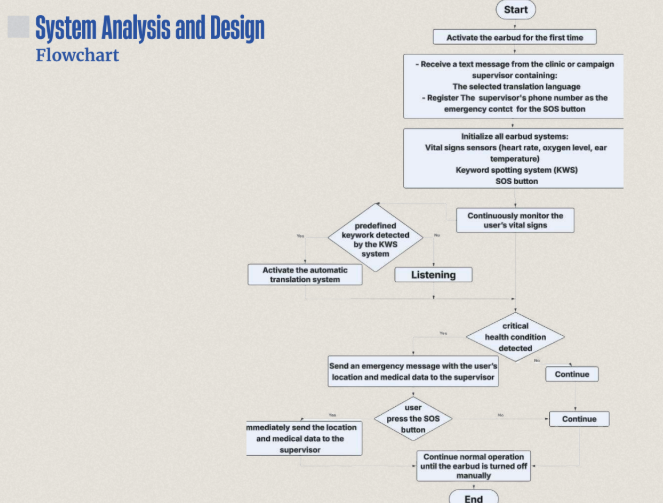 System Analysis and Design
Flowchart
Start
Activate the earbud for the first time
- Receive a text message from the clinic or campaign
supervisor containing:
The selected translation language
- Register The supervisor's phone number as the
emergency contct for the SOS button
Initialize all earbud systems:
Vital signs sensors (heart rate, oxygen level, ear
temperature)
Keyword spotting system (KWS)
SOS button
Continuously monitor the
user's vital signs
predefined
keywork detected
by the KWS
system
Yes
No
Activate the automatic
translation system
Listening
critical
health condition
detected
Yes
No
Send an emergency message with the user's
location and medical data to the supervisor
Continue
user
press the SOS
button
Yes
No
Continue
mmediately send the location
and medical data to the
supervisor
Continue normal operation
until the earbud is turned off
manually
End